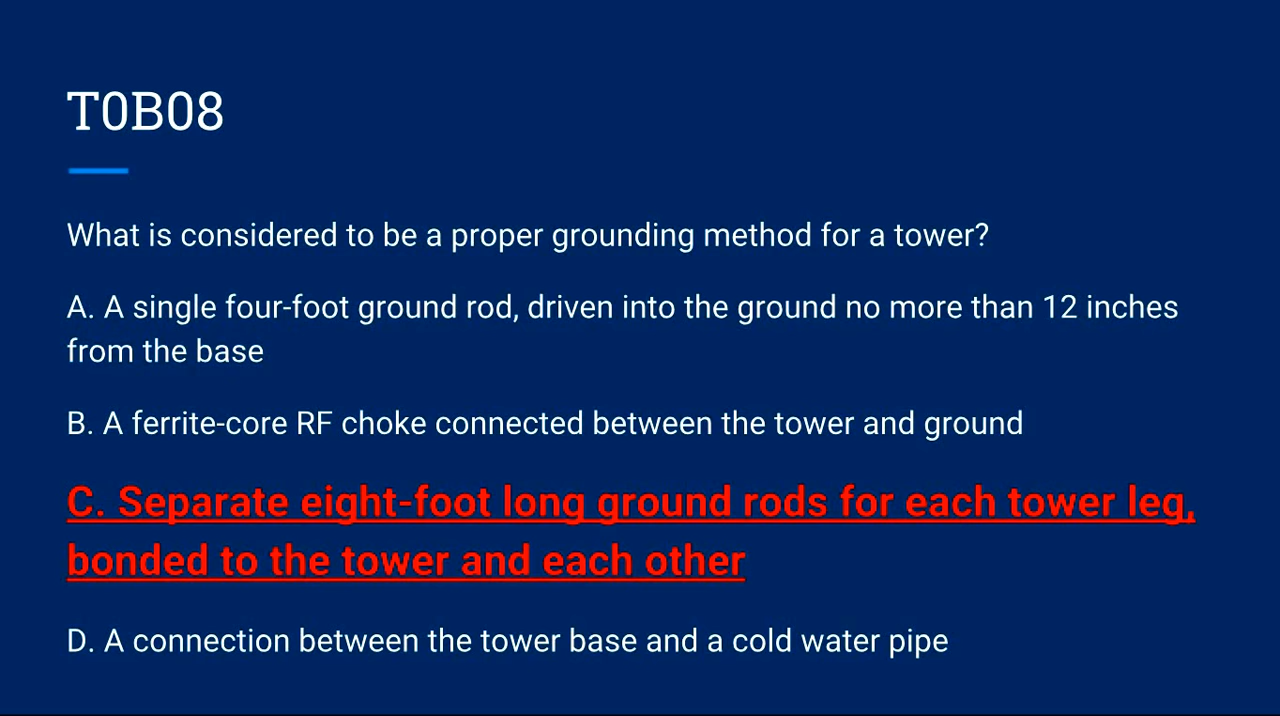 T0B08
What is considered to be a proper grounding method for a tower?
A. A single four-foot ground rod, driven into the ground no more than 12 inches
from the base
B. A ferrite-core RF choke connected between the tower and ground
C. Separate eight-foot long ground rods for each tower leg,
bonded to the tower and each other
D. A connection between the tower base and a cold water pipe